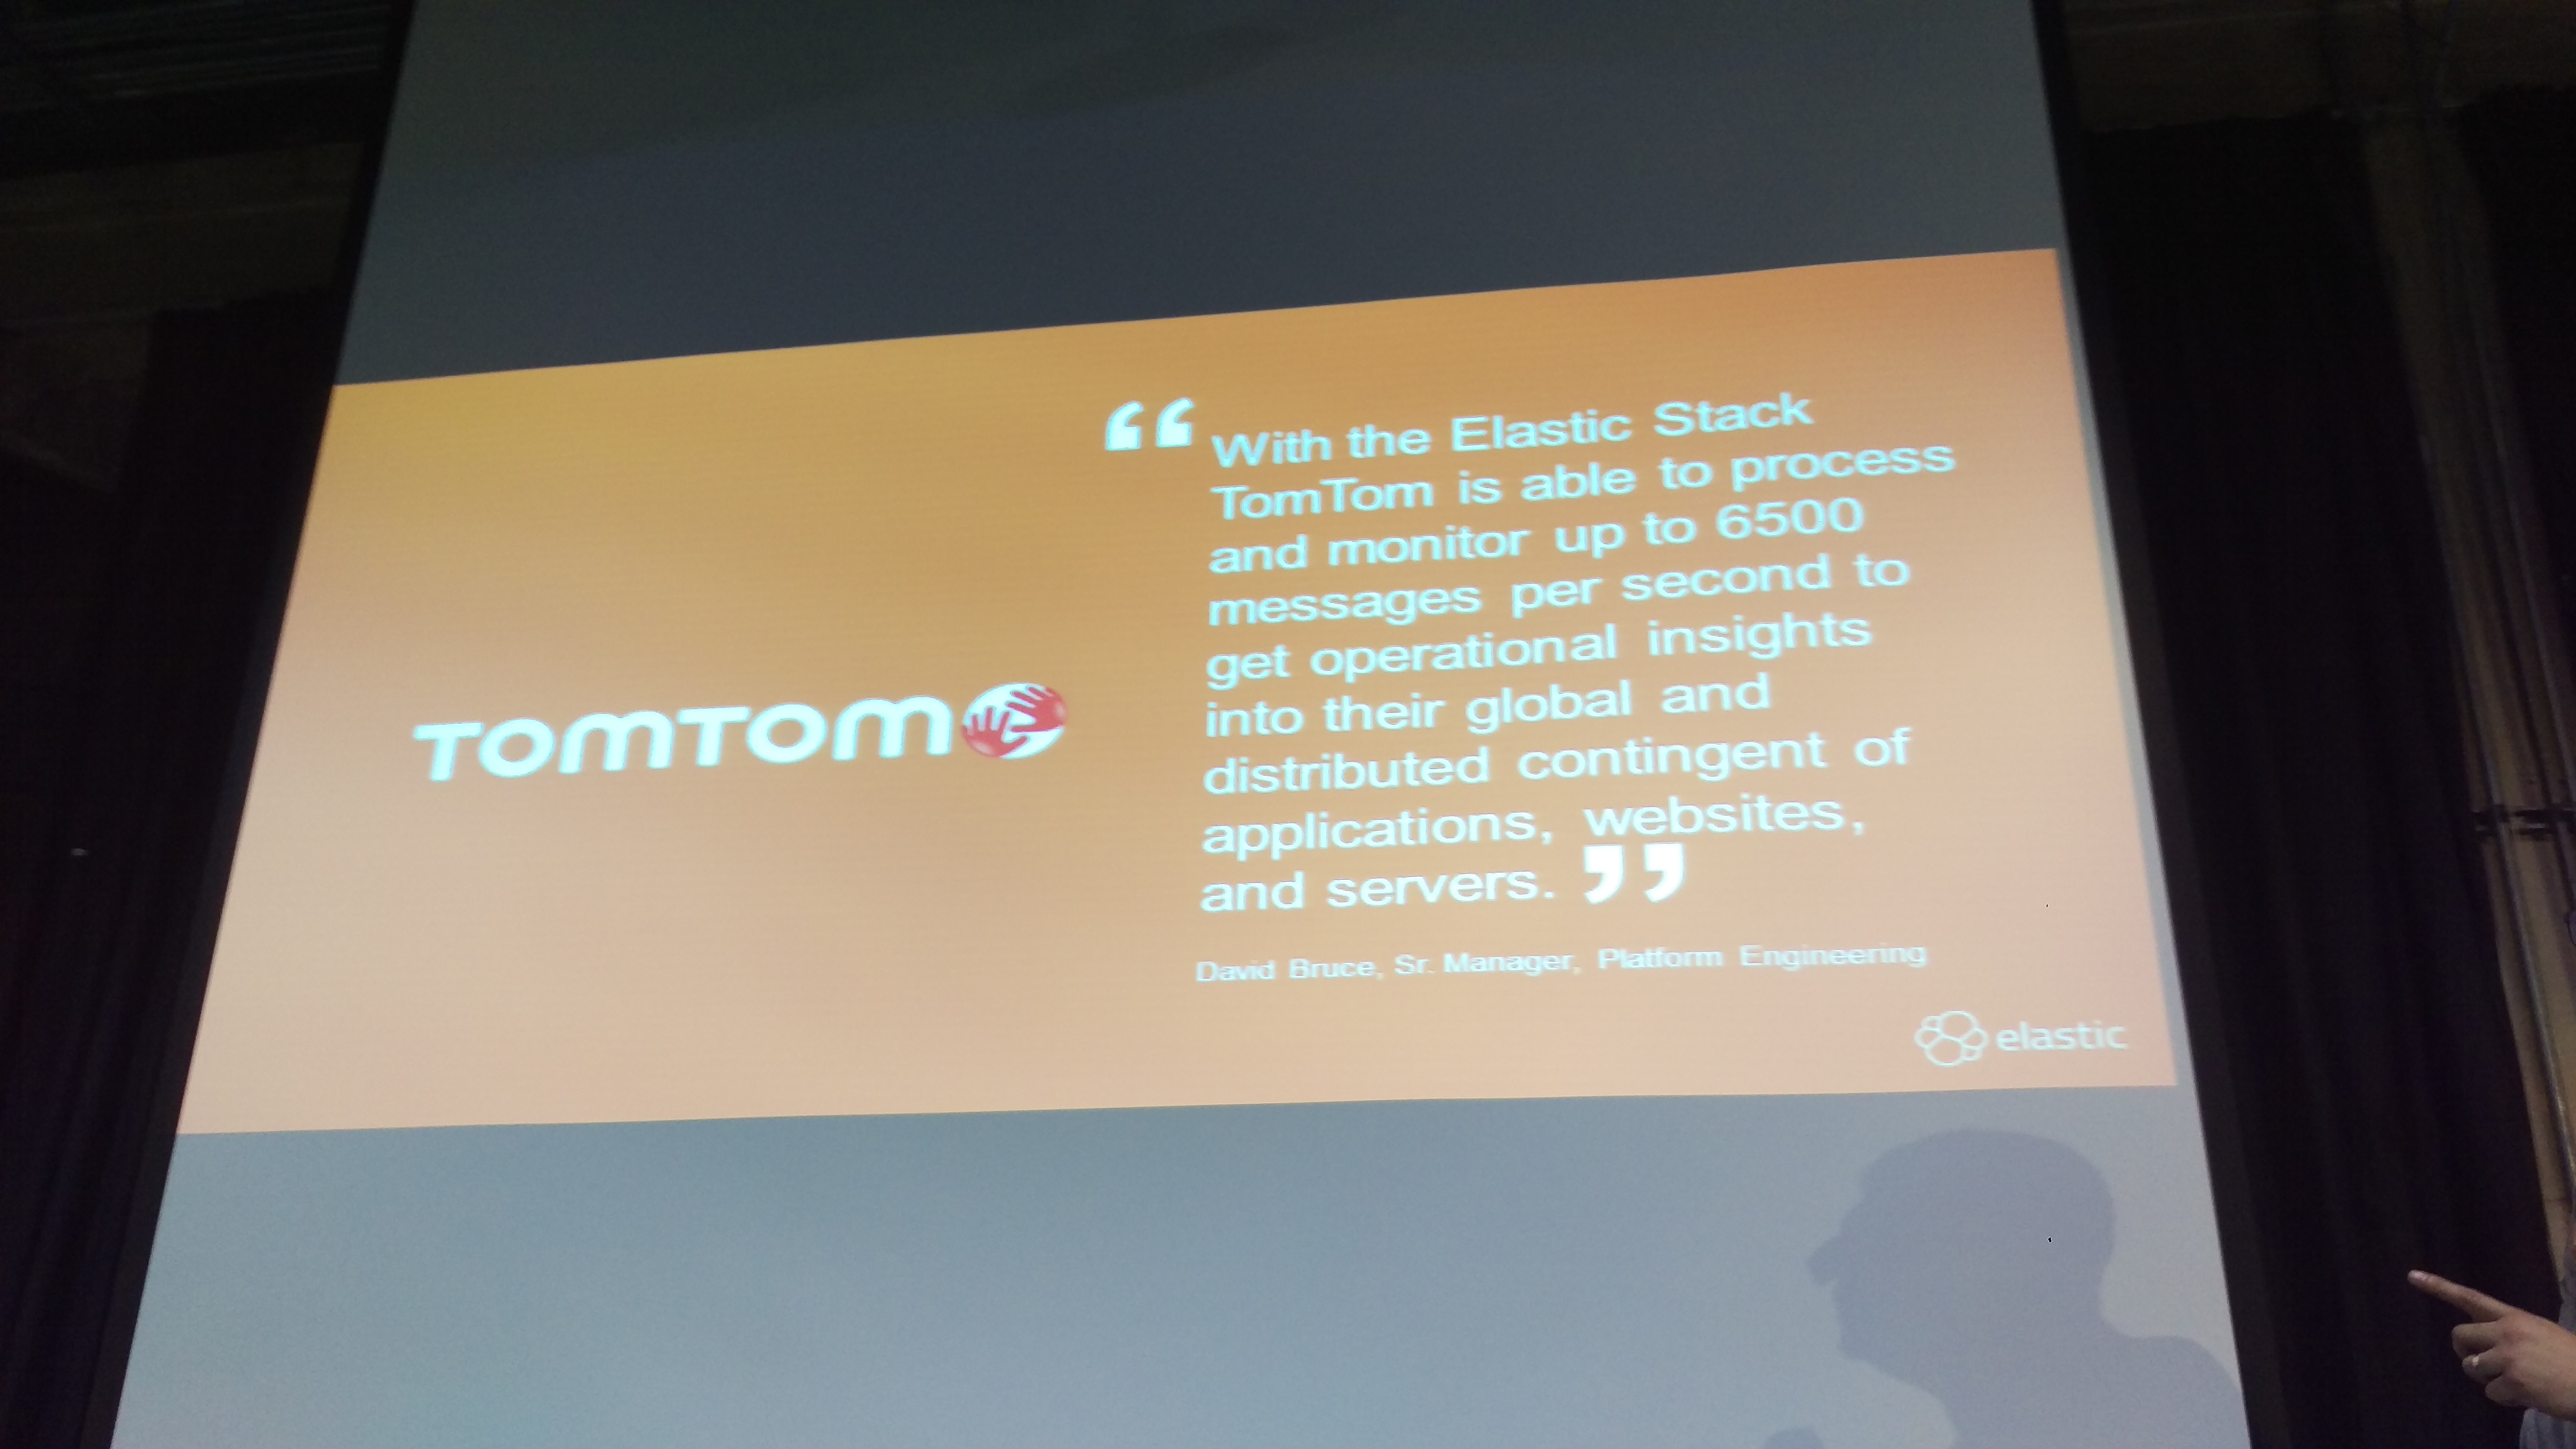 TOMTOM
“With the Elastic Stack
TomTom is able to process
and monitor up to 6500
messages per second to
get operational insights
into their global and
distributed contingent of
applications, websites,
and servers.”
David Bruce, Sr. Manager, Platform Engineering
elastic